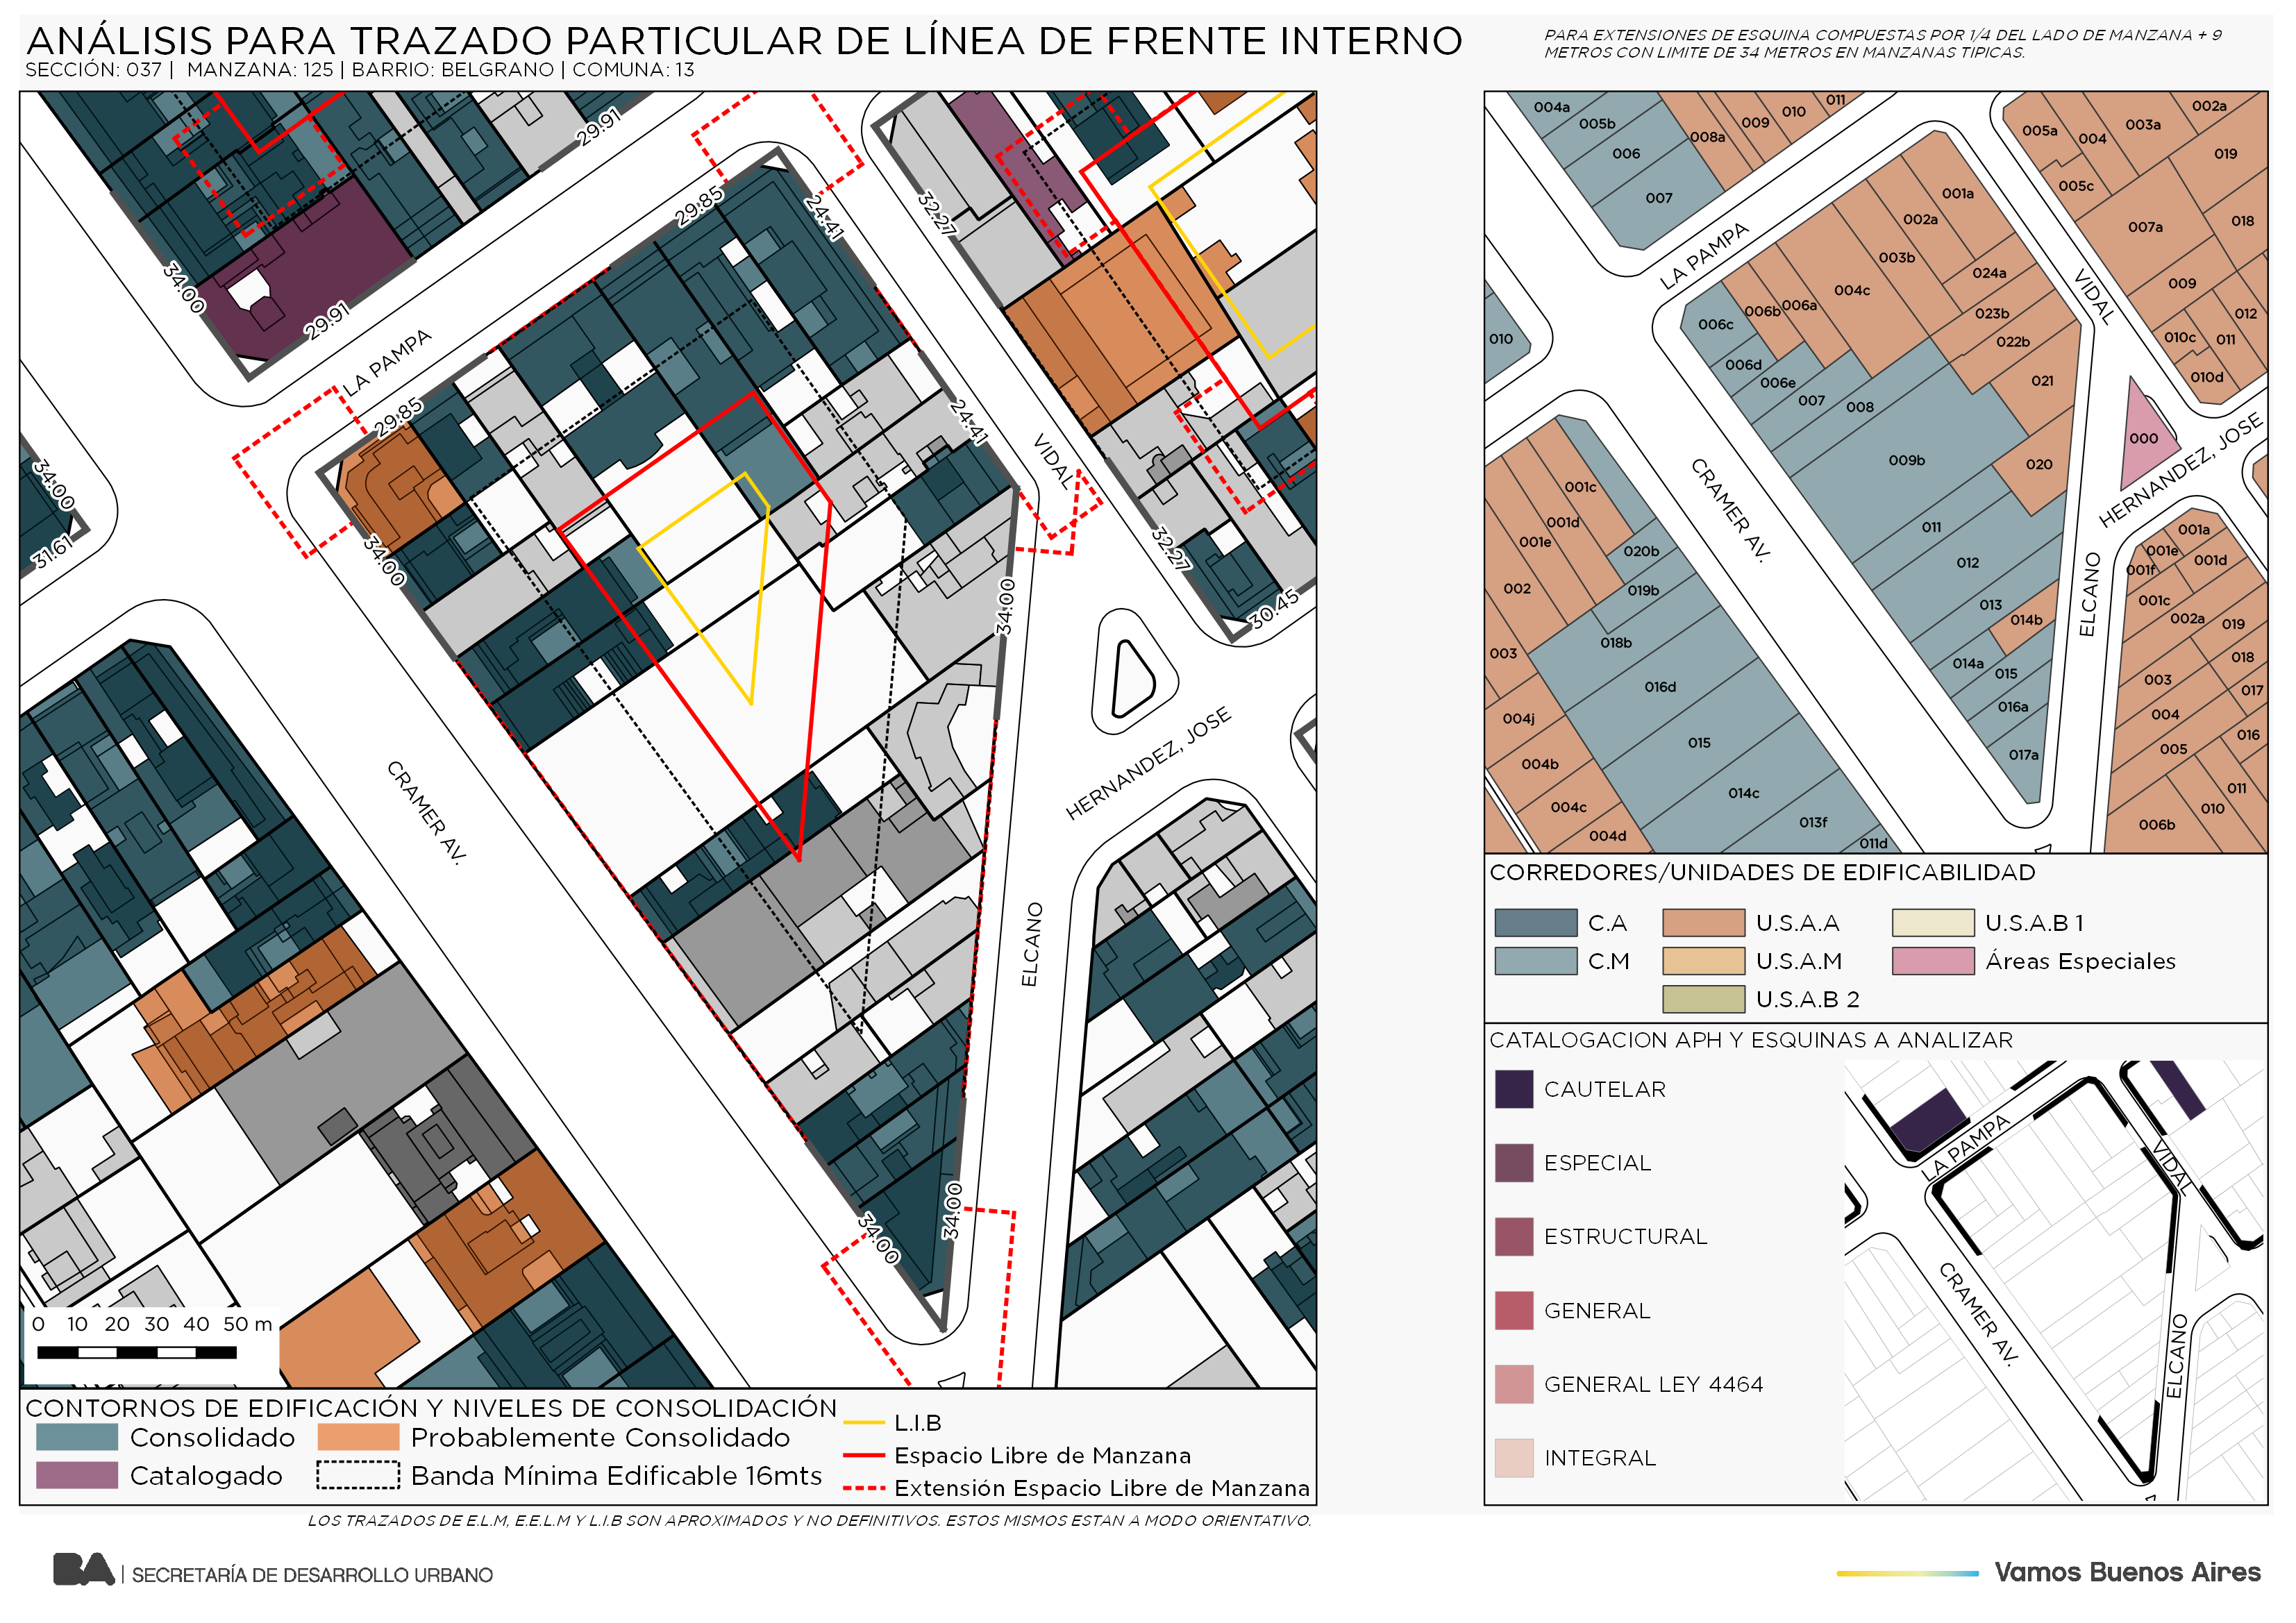 ANÁLISIS PARA TRAZADO PARTICULAR DE LÍNEA DE FRENTE INTERNO
SECCIÓN: 037 | MANZANA: 125 | BARRIO: BELGRANO | COMUNA: 13
PARA EXTENSIONES DE ESQUINA COMPUESTAS POR 1/4 DEL LADO DE MANZANA + 9
METROS CON LIMITE DE 34 METROS EN MANZANAS TIPICAS.
29.91
34.00
29.91
LA PAMPA
29.85
29.85
24.41
32.27
24.41
VIDAL
34.00
31.61
34.00
32.27
34.00
30.45
CRAMER AV.
HERNANDEZ, JOSE
ELCANO
34.00
34.00
0 10 20 30 40 50 m
004a
005b
006
007
008a
009
010
011
005a
004
003a
002a
019
005c
007a
018
009
012
010c
011
010d
LA PAMPA
VIDAL
001a
002a
003b
024a
004c
023b
006a
006b
006c
022b
006d
006e
021
007
008
009b
020
010
000
HERNANDEZ, JOSE
CRAMER AV.
ELCANO
011
012
013
014b
014a
015
016a
017a
001c
001d
001e
020b
002
019b
018b
003
016d
004j
015
004b
014c
004c
013f
004d
011d
001a
001e
001d
001f
001c
002a
019
018
003
017
004
016
005
011
010
006b
CORREDORES/UNIDADES DE EDIFICABILIDAD
C.A
U.S.A.A
U.S.A.B 1
C.M
U.S.A.M
Áreas Especiales
U.S.A.B 2
CATALOGACION APH Y ESQUINAS A ANALIZAR
CAUTELAR
ESPECIAL
ESTRUCTURAL
GENERAL
GENERAL LEY 4464
INTEGRAL
LA PAMPA
VIDAL
CRAMER AV.
ELCANO
CONTORNOS DE EDIFICACIÓN Y NIVELES DE CONSOLIDACIÓN
Consolidado
Probablemente Consolidado
Catalogado
Banda Mínima Edificable 16mts
L.I.B
Espacio Libre de Manzana
Extensión Espacio Libre de Manzana
LOS TRAZADOS DE E.L.M, E.E.L.M Y L.I.B SON APROXIMADOS Y NO DEFINITIVOS. ESTOS MISMOS ESTAN A MODO ORIENTATIVO.
BA | SECRETARÍA DE DESARROLLO URBANO
Vamos Buenos Aires